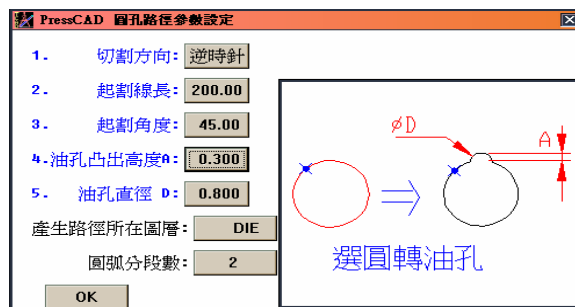 PressCAD 圓孔路徑參數設定
1. 切割方向: 逆時針
2. 起割線長: 200.00
3. 起割角度: 45.00
4.油孔凸出高度A: 0.300
5. 油孔直徑 D: 0.800
產生路徑所在圖層: DIE
圓弧分段數: 2
OK
φD
A
選圓轉油孔